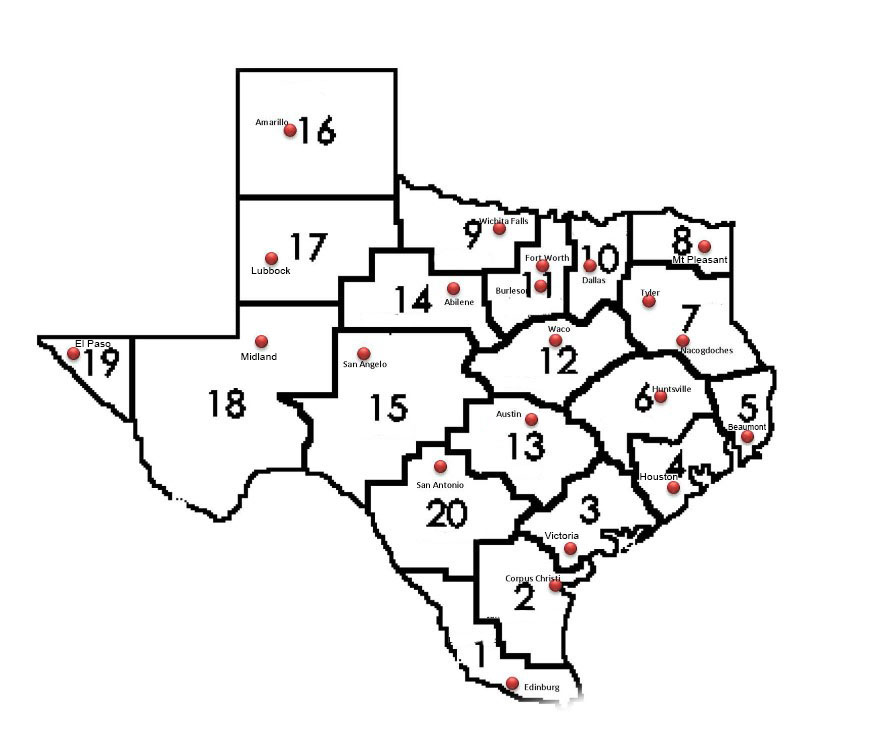 Amarillo
16
Wichita Falls
9
17
Lubbock
Fort Worth
10
Dallas
8
Mt Pleasant
14
Abilene
Burleson
11
Tyler
7
Nacogdoches
Waco
12
El Paso
19
Midland
18
San Angelo
15
Huntsville
6
5
Beaumont
Austin
13
4
Houston
San Antonio
20
3
Victoria
Corpus Christi
2
1
Edinburg